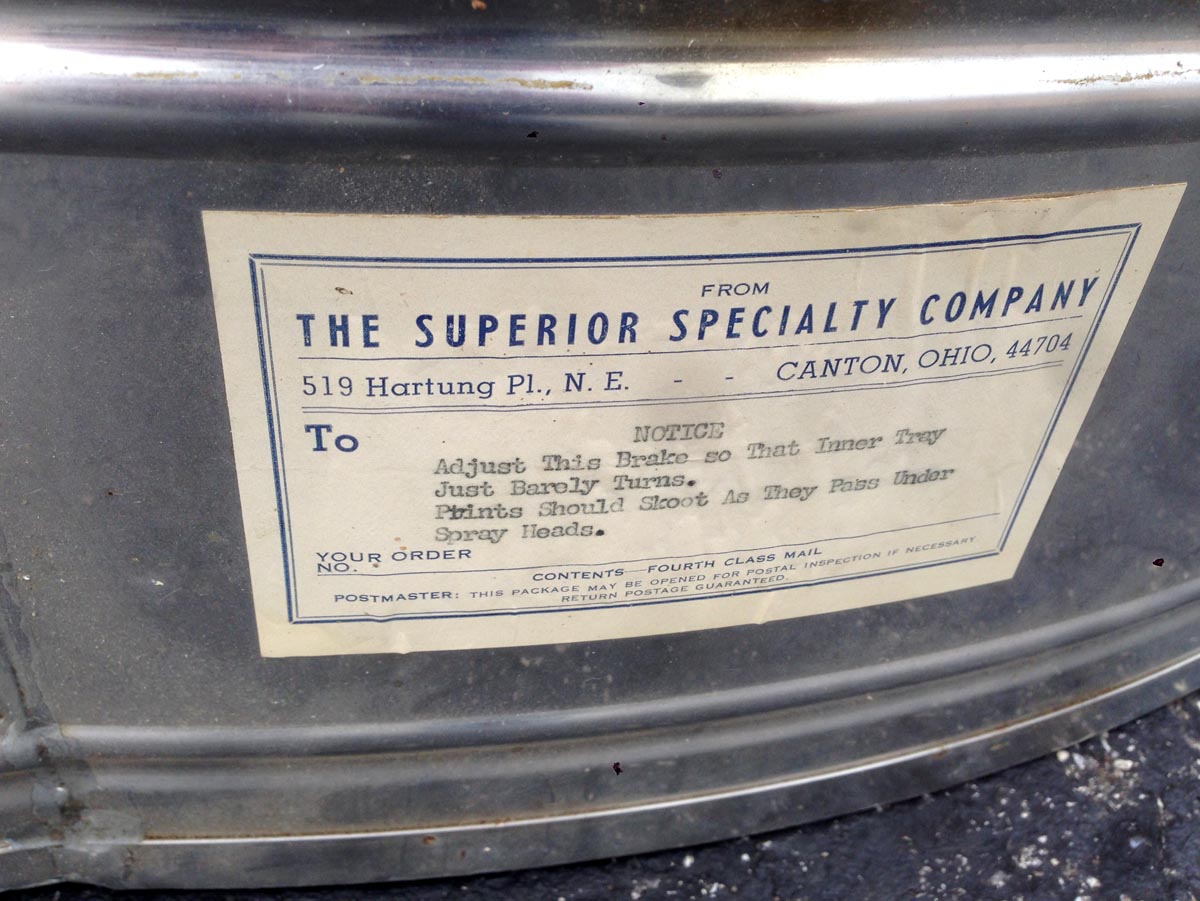 FROM
THE SUPERIOR SPECIALTY COMPANY
519 Hartung Pl., N. E. - - CANTON, OHIO, 44704
To
NOTICE
Adjust This Brake so That Inner Tray
Just Barely Turns.
Prints Should Skoot As They Pass Under
Spray Heads.
YOUR ORDER
NO.
CONTENTS—FOURTH CLASS MAIL
POSTMASTER: THIS PACKAGE MAY BE OPENED FOR POSTAL INSPECTION IF NECESSARY
RETURN POSTAGE GUARANTEED.